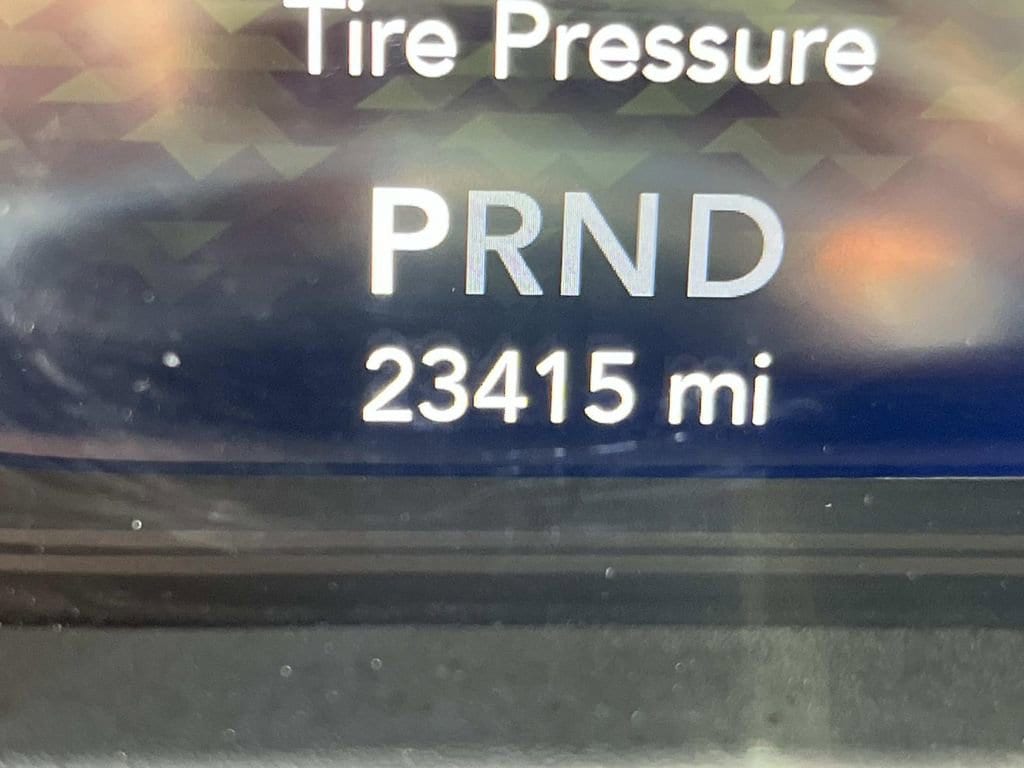 Tire Pressure
PRND
23415 mi